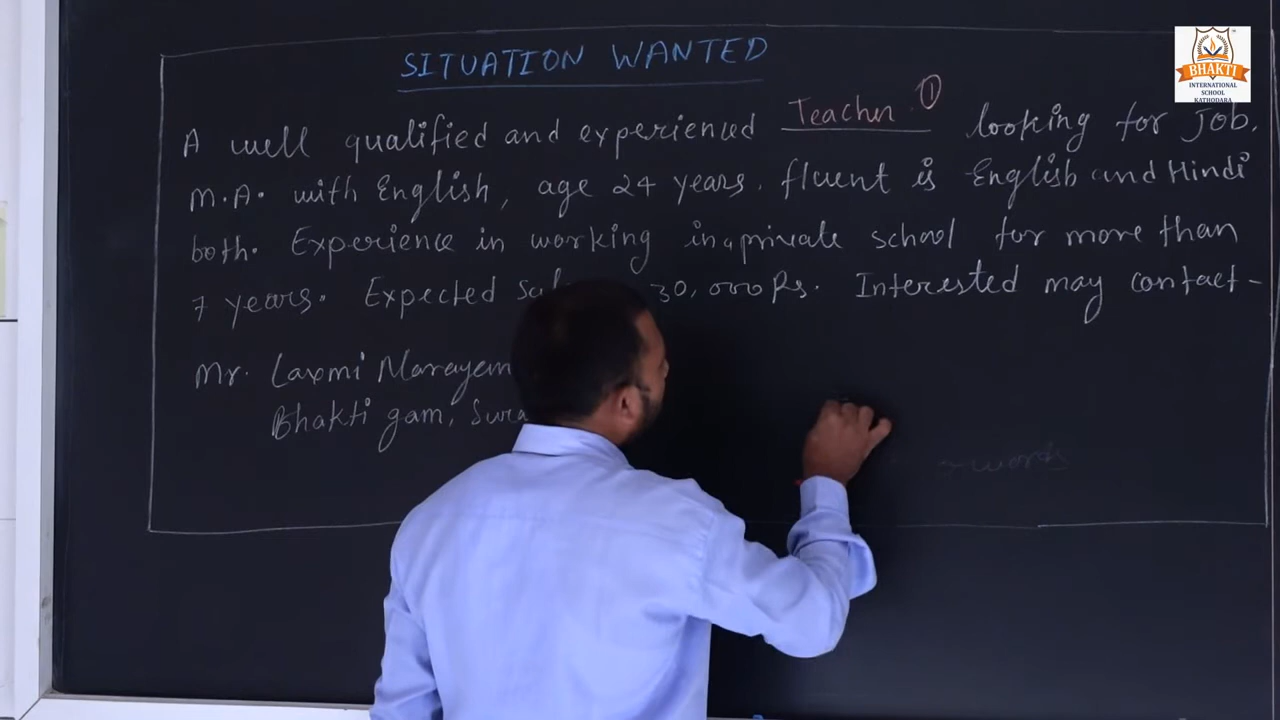 SITUATION WANTED
A well qualified and experienced Teacher ① looking for job.
M.A. with English, age 24 years. fluent is English and Hindi
both. Experience in working in a private school for more than
7 years. Expected 30,000 Rs. Interested may contact-
Mr. Laxmi
Bhakti gam,
words
BHAKTI
INTERNATIONAL
SCHOOL
KATHODARA